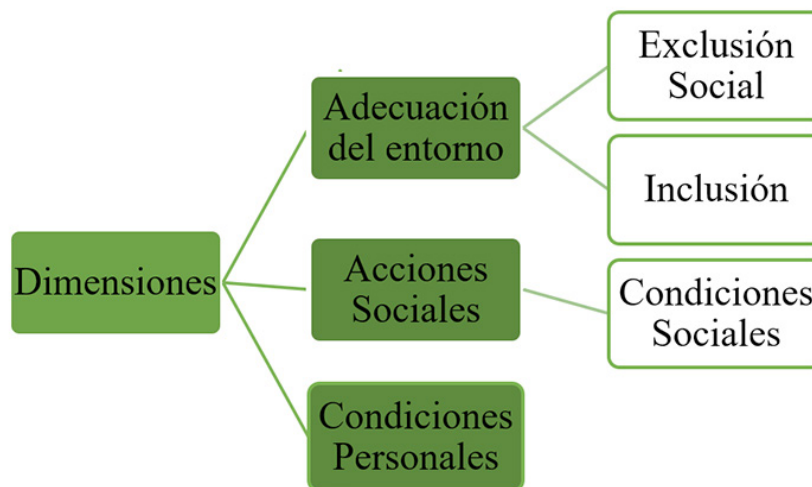 Dimensiones
Adecuación
del entorno
Exclusión
Social
Inclusión
Acciones
Sociales
Condiciones
Sociales
Condiciones
Personales